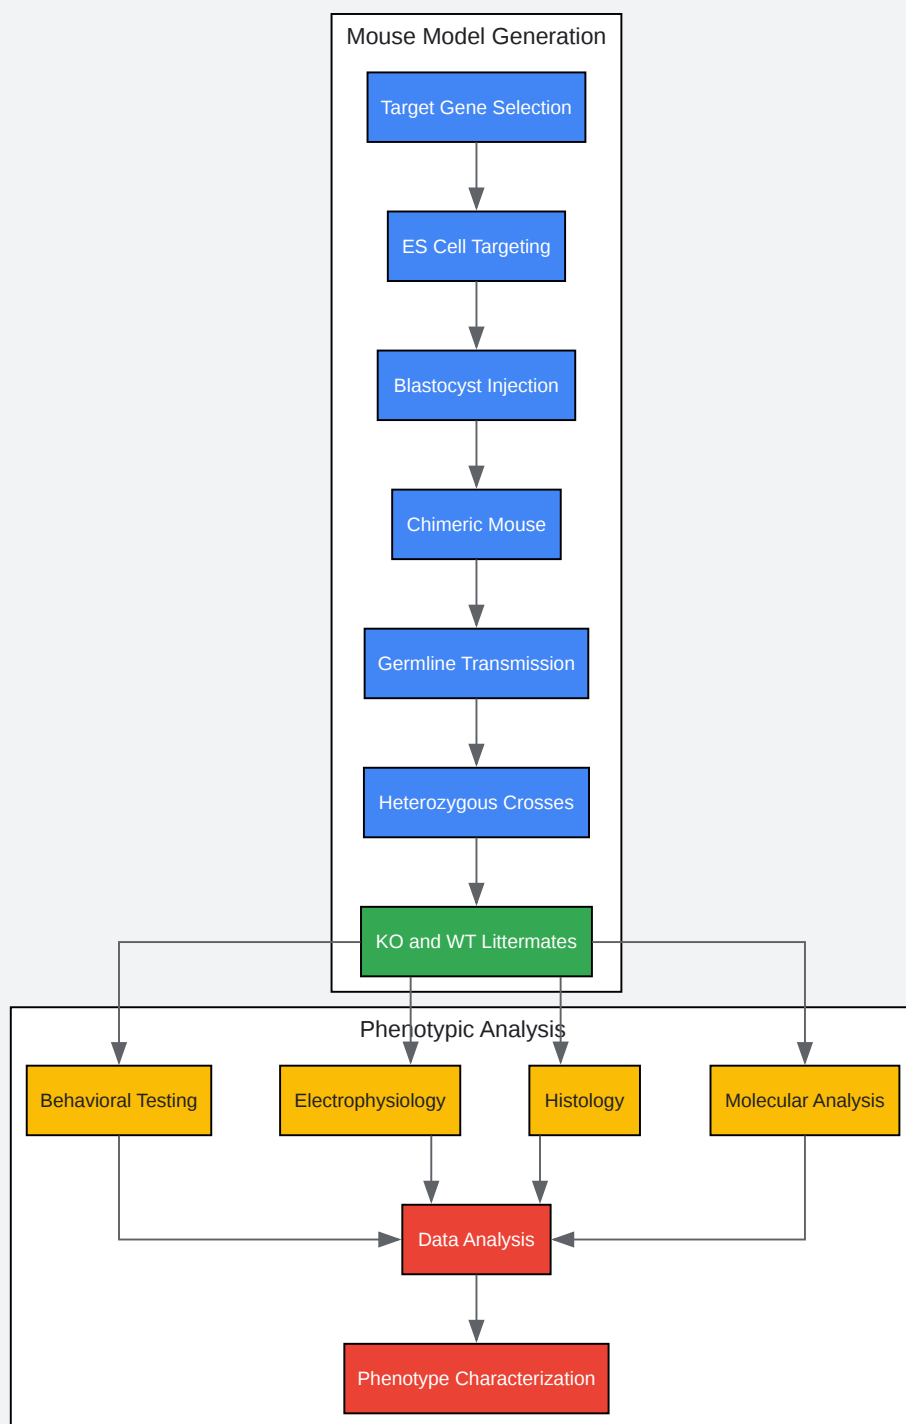 Mouse Model Generation
Target Gene Selection
ES Cell Targeting
Blastocyst Injection
Chimeric Mouse
Germline Transmission
Heterozygous Crosses
KO and WT Littermates
Phenotypic Analysis
Behavioral Testing
Electrophysiology
Histology
Molecular Analysis
Data Analysis
Phenotype Characterization